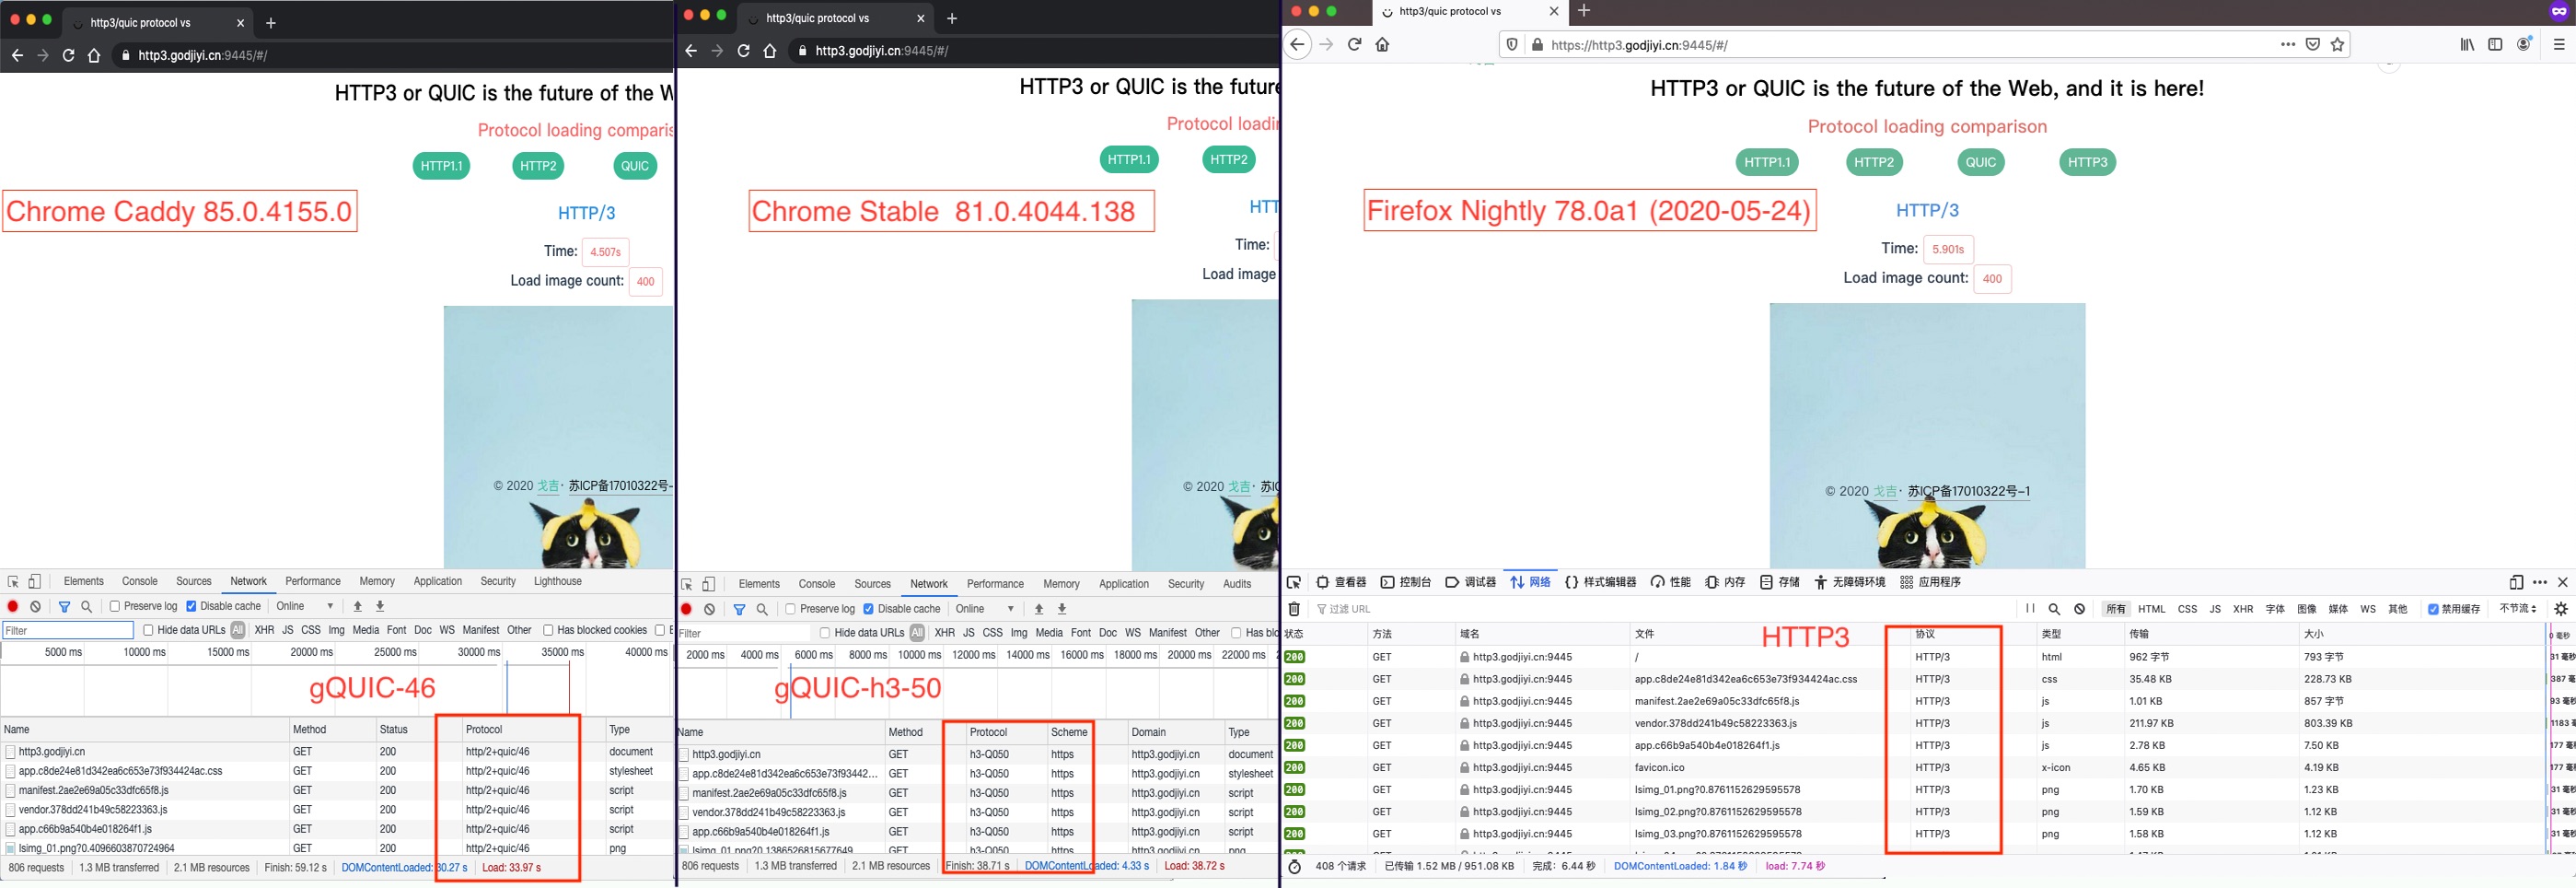 http3/quic protocol vs
http3.godjiyi.cn:9445/#/
HTTP3 or QUIC is the future of the W
Protocol loading comparis
HTTP1.1 HTTP2 QUIC
Chrome Caddy 85.0.4155.0
HTTP/3
Time: 4.507s
Load image count: 400
© 2020 戈吉· 苏ICP备17010322号-
Elements Console Sources Network Performance Memory Application Security Lighthouse
Preserve log Disable cache Online
Filter Hide data URLs All XHR JS CSS Img Media Font Doc WS Manifest Other Has blocked cookies
5000 ms 10000 ms 15000 ms 20000 ms 25000 ms 30000 ms 35000 ms 40000 ms
gQUIC-46
Name Method Status Protocol Type
http3.godjiyi.cn GET 200 http/2+quic/46 document
app.c8de24e81d342ea6c653e73f934424ac.css GET 200 http/2+quic/46 stylesheet
manifest.2ae2e69a05c33dfc65f8.js GET 200 http/2+quic/46 script
vendor.378dd241b49c58223363.js GET 200 http/2+quic/46 script
app.c66b9a540b4e018264f1.js GET 200 http/2+quic/46 script
lsimg_01.png?0.4096603870724964 GET 200 http/2+quic/46 png
806 requests 1.3 MB transferred 2.1 MB resources Finish: 59.12 s DOMContentLoaded: 30.27 s Load: 33.97 s
http3/quic protocol vs
http3.godjiyi.cn:9445/#/
HTTP3 or QUIC is the future
Protocol loadin
HTTP1.1 HTTP2
Chrome Stable 81.0.4044.138
HTT
Time:
Load image
© 2020 戈吉· 苏IC
Elements Console Sources Network Performance Memory Application Security Audits
Preserve log Disable cache Online
Filter Hide data URLs All XHR JS CSS Img Media Font Doc WS Manifest Other Has blo
2000 ms 4000 ms 6000 ms 8000 ms 10000 ms 12000 ms 14000 ms 16000 ms 18000 ms 20000 ms 22000 ms
gQUIC-h3-50
Name Method Protocol Scheme Domain Type
http3.godjiyi.cn GET h3-Q050 https http3.godjiyi.cn document
app.c8de24e81d342ea6c653e73f93442... GET h3-Q050 https http3.godjiyi.cn stylesheet
manifest.2ae2e69a05c33dfc65f8.js GET h3-Q050 https http3.godjiyi.cn script
vendor.378dd241b49c58223363.js GET h3-Q050 https http3.godjiyi.cn script
app.c66b9a540b4e018264f1.js GET h3-Q050 https http3.godjiyi.cn script
lsimg_01.png?0.1386526815677649 GET h3-Q050 https http3.godjiyi.cn png
806 requests 1.3 MB transferred 2.1 MB resources Finish: 38.71 s DOMContentLoaded: 4.33 s Load: 38.72 s
http3/quic protocol vs
https://http3.godjiyi.cn:9445/#/
HTTP3 or QUIC is the future of the Web, and it is here!
Protocol loading comparison
HTTP1.1 HTTP2 QUIC HTTP3
Firefox Nightly 78.0a1 (2020-05-24)
HTTP/3
Time: 5.901s
Load image count: 400
© 2020 戈吉· 苏ICP备17010322号-1
查看器 控制台 调试器 网络 样式编辑器 性能 内存 存储 无障碍环境 应用程序
过滤 URL 所有 HTML CSS JS XHR 字体 图像 媒体 WS 其他 禁用缓存 不节流
状态 方法 域名 文件 协议 类型 传输 大小 0 毫秒
HTTP3
200 GET http3.godjiyi.cn:9445 / HTTP/3 html 962 字节 793 字节 31 毫秒
200 GET http3.godjiyi.cn:9445 app.c8de24e81d342ea6c653e73f934424ac.css HTTP/3 css 35.48 KB 228.73 KB 387 毫
200 GET http3.godjiyi.cn:9445 manifest.2ae2e69a05c33dfc65f8.js HTTP/3 js 1.01 KB 857 字节 93 毫秒
200 GET http3.godjiyi.cn:9445 vendor.378dd241b49c58223363.js HTTP/3 js 211.97 KB 803.39 KB 1183 毫
200 GET http3.godjiyi.cn:9445 app.c66b9a540b4e018264f1.js HTTP/3 js 2.78 KB 7.50 KB 177 毫
200 GET http3.godjiyi.cn:9445 favicon.ico HTTP/3 x-icon 4.65 KB 4.19 KB 177 毫
200 GET http3.godjiyi.cn:9445 lsimg_01.png?0.8761152629595578 HTTP/3 png 1.70 KB 1.23 KB 31 毫秒
200 GET http3.godjiyi.cn:9445 lsimg_02.png?0.8761152629595578 HTTP/3 png 1.59 KB 1.12 KB 31 毫秒
200 GET http3.godjiyi.cn:9445 lsimg_03.png?0.8761152629595578 HTTP/3 png 1.58 KB 1.12 KB 31 毫秒
408 个请求 已传输 1.52 MB / 951.08 KB 完成: 6.44 秒 DOMContentLoaded: 1.84 秒 load: 7.74 秒